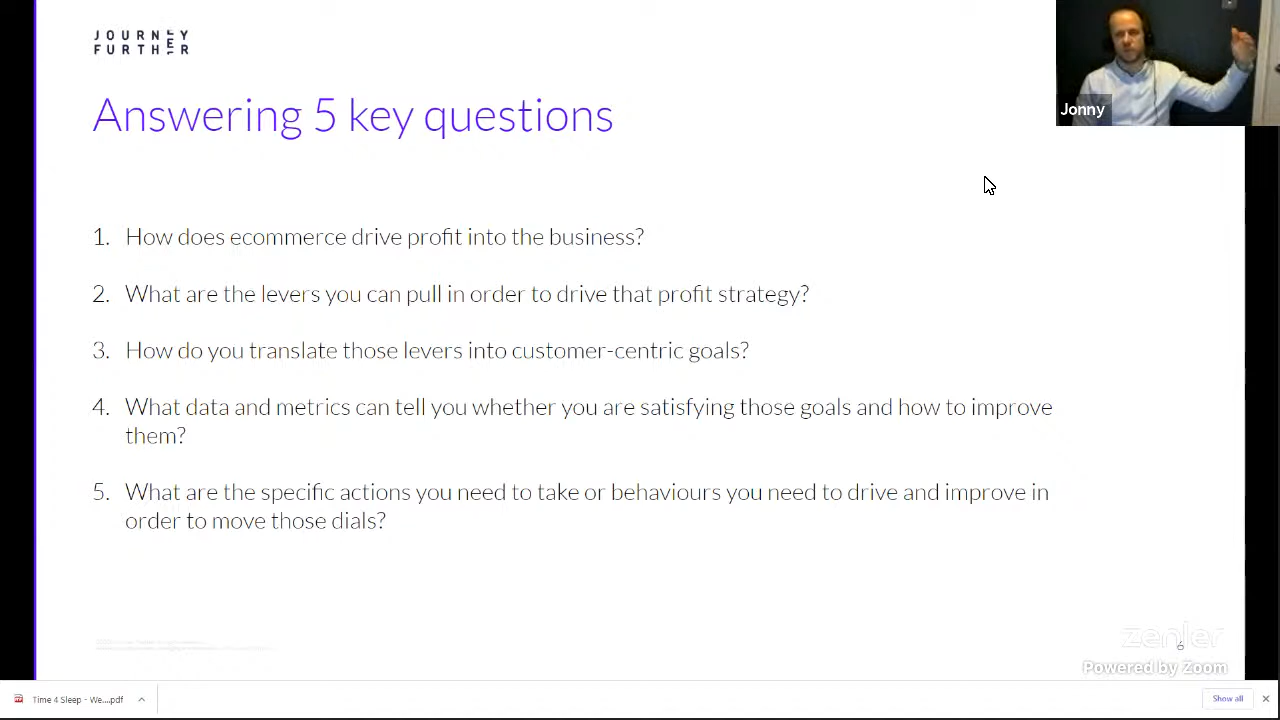 JOURNEY
FURTHER
Answering 5 key questions
Jonny
1. How does ecommerce drive profit into the business?
2. What are the levers you can pull in order to drive that profit strategy?
3. How do you translate those levers into customer-centric goals?
4. What data and metrics can tell you whether you are satisfying those goals and how to improve
them?
5. What are the specific actions you need to take or behaviours you need to drive and improve in
order to move those dials?
zenler
6
Powered by Zoom
Time 4 Sleep - We....pdf
Show all